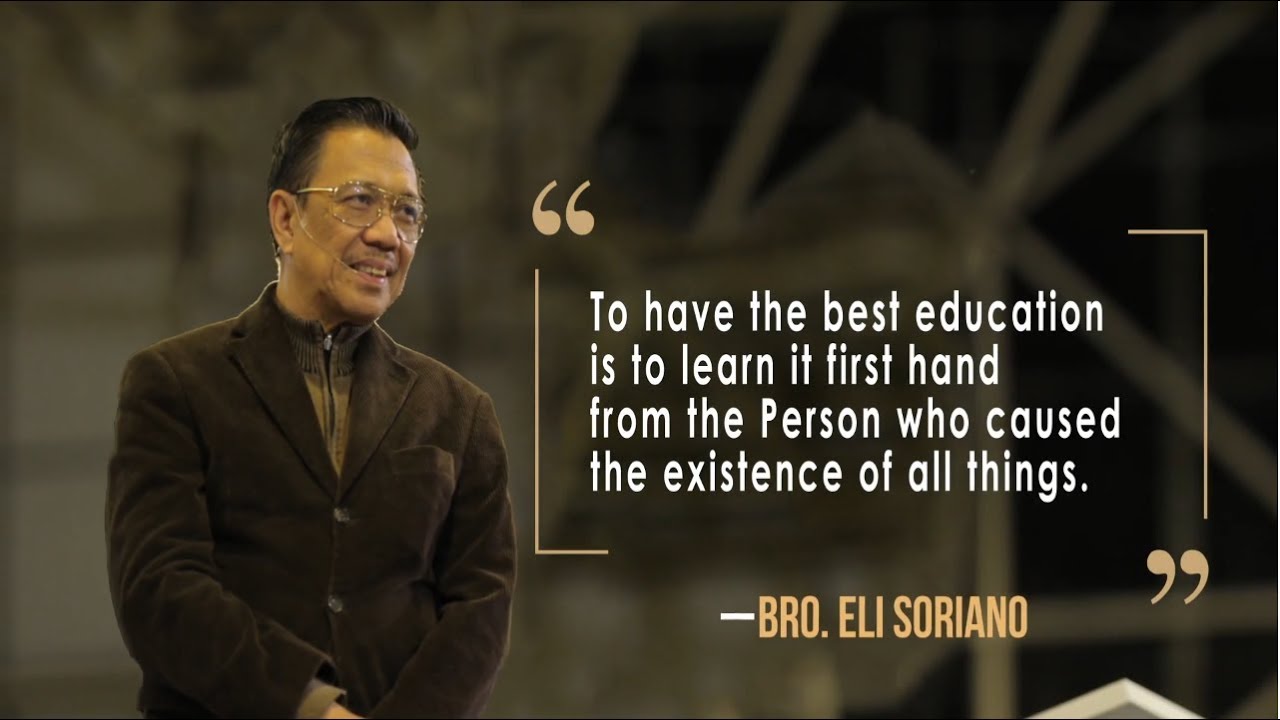 “
To have the best education
is to learn it first hand
from the Person who caused
the existence of all things.
”
—BRO. ELI SORIANO